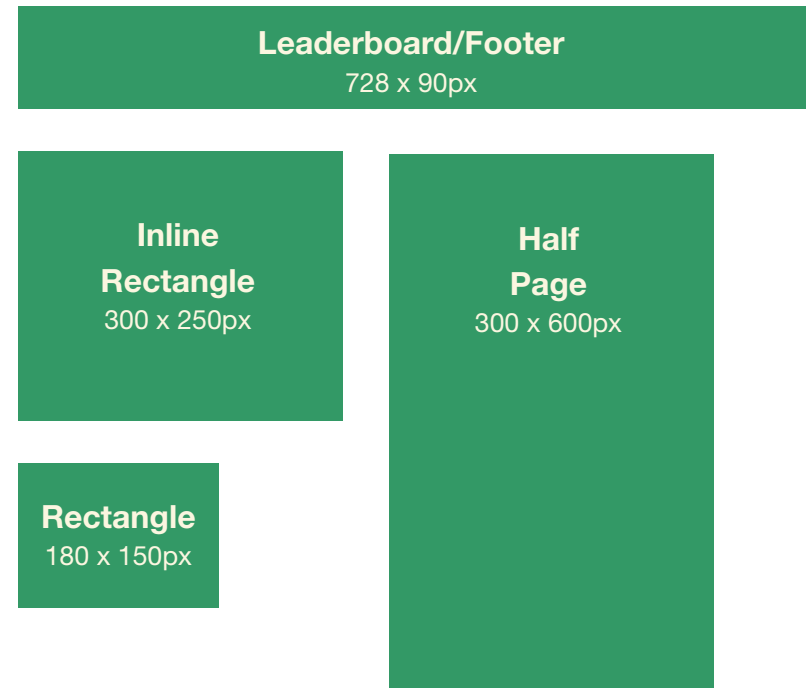 Leaderboard/Footer
728 x 90px
Inline
Rectangle
300 x 250px
Half
Page
300 x 600px
Rectangle
180 x 150px